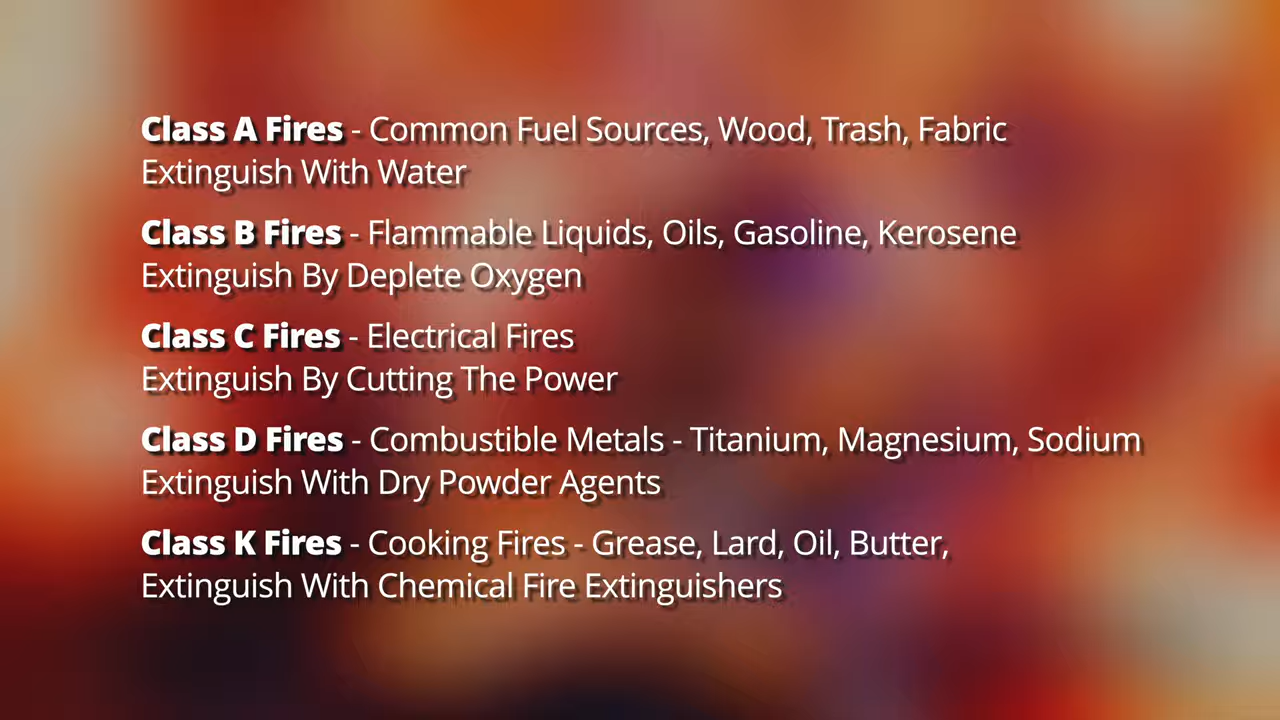 Class A Fires - Common Fuel Sources, Wood, Trash, Fabric
Extinguish With Water
Class B Fires - Flammable Liquids, Oils, Gasoline, Kerosene
Extinguish By Deplete Oxygen
Class C Fires - Electrical Fires
Extinguish By Cutting The Power
Class D Fires - Combustible Metals - Titanium, Magnesium, Sodium
Extinguish With Dry Powder Agents
Class K Fires - Cooking Fires - Grease, Lard, Oil, Butter,
Extinguish With Chemical Fire Extinguishers